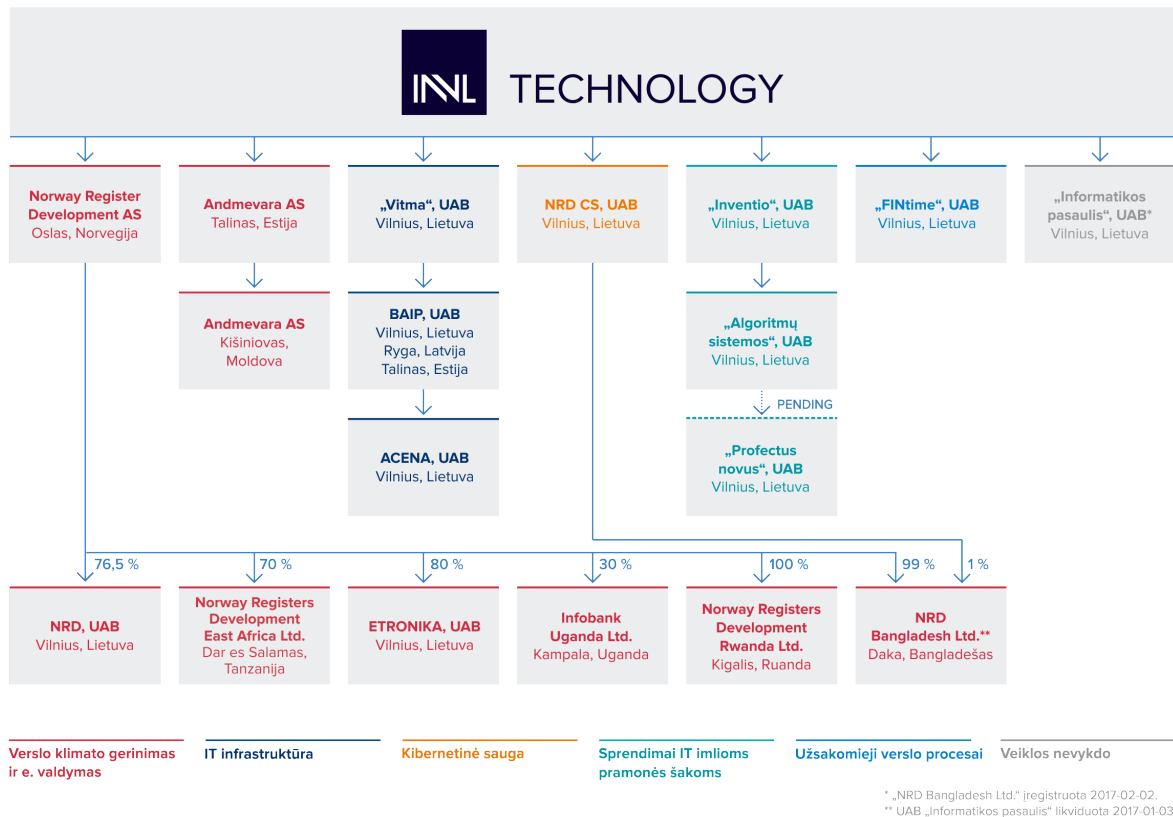 INVL TECHNOLOGY
Norway Register
Development AS
Oslas, Norvegija
Andmevara AS
Talinas, Estija
„Vitma“, UAB
Vilnius, Lietuva
NRD CS, UAB
Vilnius, Lietuva
„Inventio“, UAB
Vilnius, Lietuva
„FINtime“, UAB
Vilnius, Lietuva
„Informatikos
pasaulis“, UAB*
Vilnius, Lietuva
Andmevara AS
Kišiniovas,
Moldova
BAIP, UAB
Vilnius, Lietuva
Ryga, Latvija
Talinas, Estija
„Algoritmų
sistemos“, UAB
Vilnius, Lietuva
PENDING
ACENA, UAB
Vilnius, Lietuva
„Profectus
novus“, UAB
Vilnius, Lietuva
76,5 %
70 %
80 %
30 %
100 %
99 %
1 %
NRD, UAB
Vilnius, Lietuva
Norway Registers
Development
East Africa Ltd.
Dar es Salamas,
Tanzanija
ETRONIKA, UAB
Vilnius, Lietuva
Infobank
Uganda Ltd.
Kampala, Uganda
Norway Registers
Development
Rwanda Ltd.
Kigalis, Ruanda
NRD
Bangladesh Ltd.**
Daka, Bangladešas
Verslo klimato gerinimas
ir e. valdymas
IT infrastruktūra
Kibernetinė sauga
Sprendimai IT imlioms
pramonės šakoms
Užsakomieji verslo procesai
Veiklos nevykdo
* „NRD Bangladesh Ltd.“ įregistruota 2017-02-02.
** UAB „Informatikos pasaulis“ likviduota 2017-01-03